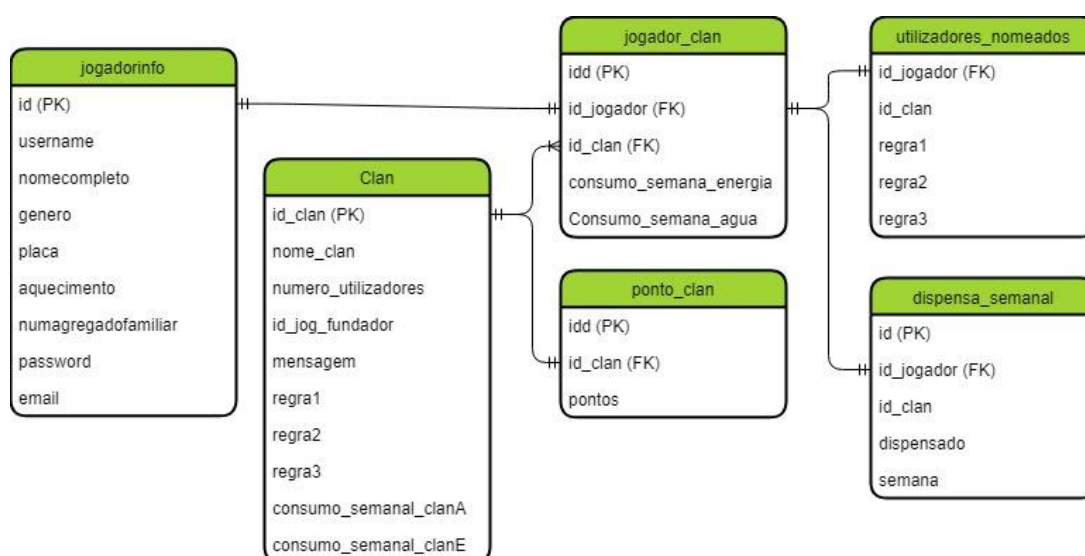 jogadorinfo
id (PK)
username
nomecompleto
genero
placa
aquecimento
numagregadofamiliar
password
email
Clan
id_clan (PK)
nome_clan
numero_utilizadores
id_jog_fundador
mensagem
regra1
regra2
regra3
consumo_semanal_clanA
consumo_semanal_clanE
jogador_clan
idd (PK)
id_jogador (FK)
id_clan (FK)
consumo_semana_energia
Consumo_semana_agua
ponto_clan
idd (PK)
id_clan (FK)
pontos
utilizadores_nomeados
id_jogador (FK)
id_clan
regra1
regra2
regra3
dispensa_semanal
id (PK)
id_jogador (FK)
id_clan
dispensado
semana